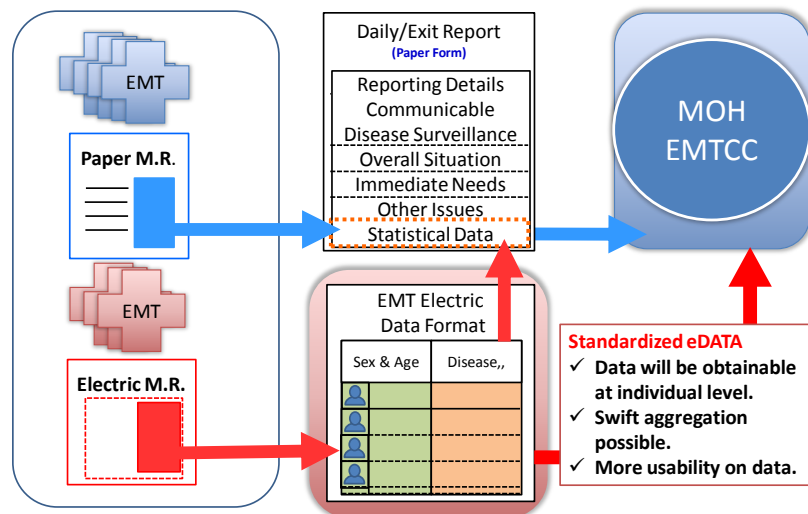 EMT
Paper M.R.
EMT
Electric M.R.
Daily/Exit Report
(Paper Form)
Reporting Details
Communicable
Disease Surveillance
Overall Situation
Immediate Needs
Other Issues
Statistical Data
EMT Electric
Data Format
Sex & Age
Disease,,
MOH
EMTCC
Standardized eDATA
✓ Data will be obtainable
at individual level.
✓ Swift aggregation
possible.
✓ More usability on data.